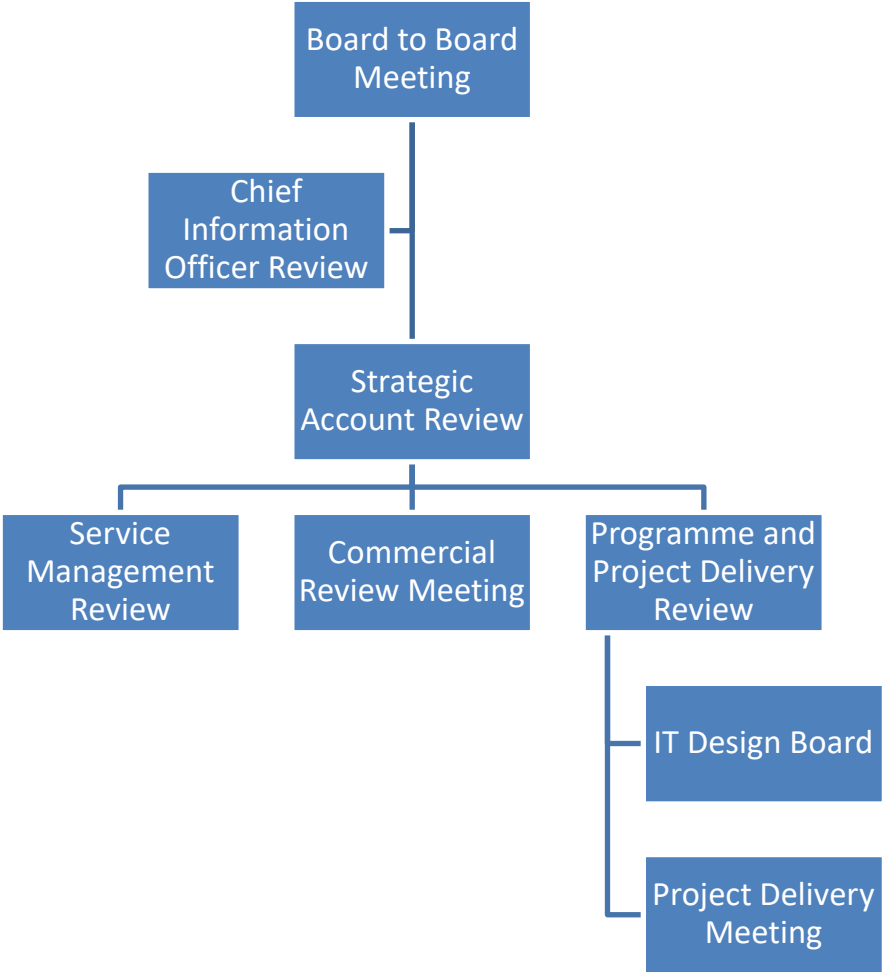 Board to Board
Meeting
Chief
Information
Officer Review
Strategic
Account Review
Service
Management
Review
Commercial
Review Meeting
Programme and
Project Delivery
Review
IT Design Board
Project Delivery
Meeting